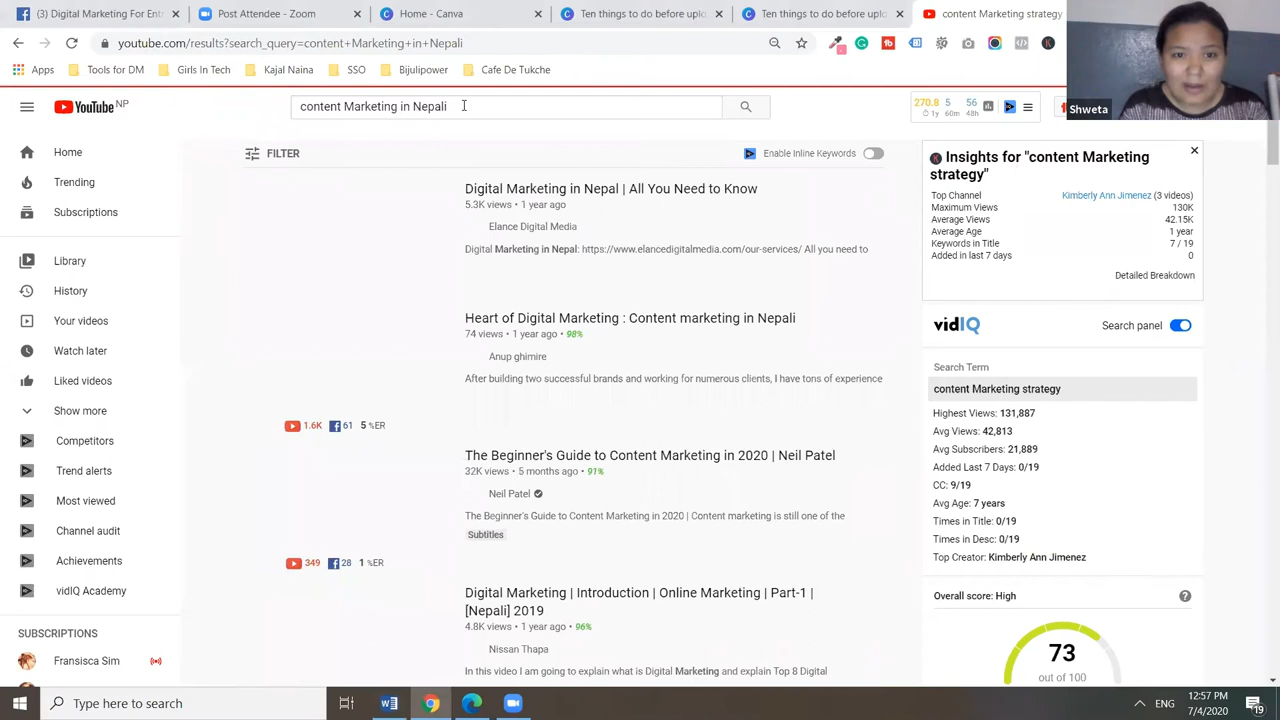 (3) Digital Marketing For Entr
Post Attendee - Zoom
Home - Canva
Ten things to do before uplo
Ten things to do before uplo
content Marketing strategy
youtube.com/results?search_query=content+Marketing+in+Nepali
Apps
Tools for DM
Girls In Tech
Kajal Naina
SSO
Bijulipower
Cafe De Tukche
YouTube NP
content Marketing in Nepali
270.8 5 56
1y 60m 48h
Shweta
Home
Trending
Subscriptions
Library
History
Your videos
Watch later
Liked videos
Show more
Competitors
Trend alerts
Most viewed
Channel audit
Achievements
vidIQ Academy
SUBSCRIPTIONS
Fransisca Sim
FILTER
Enable Inline Keywords
Digital Marketing in Nepal | All You Need to Know
5.3K views • 1 year ago
Elance Digital Media
Digital Marketing in Nepal: https://www.elancedigitalmedia.com/our-services/ All you need to
Heart of Digital Marketing : Content marketing in Nepali
74 views • 1 year ago • 98%
Anup ghimire
After building two successful brands and working for numerous clients, I have tons of experience
1.6K 61 5 %ER
The Beginner's Guide to Content Marketing in 2020 | Neil Patel
32K views • 5 months ago • 91%
Neil Patel
The Beginner's Guide to Content Marketing in 2020 | Content marketing is still one of the
Subtitles
349 28 1 %ER
Digital Marketing | Introduction | Online Marketing | Part-1 |
[Nepali] 2019
4.8K views • 1 year ago • 96%
Nissan Thapa
In this video I am going to explain what is Digital Marketing and explain Top 8 Digital
Insights for "content Marketing
strategy"
Top Channel Kimberly Ann Jimenez (3 videos)
Maximum Views 130K
Average Views 42.15K
Average Age 1 year
Keywords in Title 7 / 19
Added in last 7 days 0
Detailed Breakdown
vidIQ
Search panel
Search Term
content Marketing strategy
Highest Views: 131,887
Avg Views: 42,813
Avg Subscribers: 21,889
Added Last 7 Days: 0/19
CC: 9/19
Avg Age: 7 years
Times in Title: 0/19
Times in Desc: 0/19
Top Creator: Kimberly Ann Jimenez
Overall score: High
73
out of 100
Type here to search
ENG
12:57 PM
7/4/2020
19